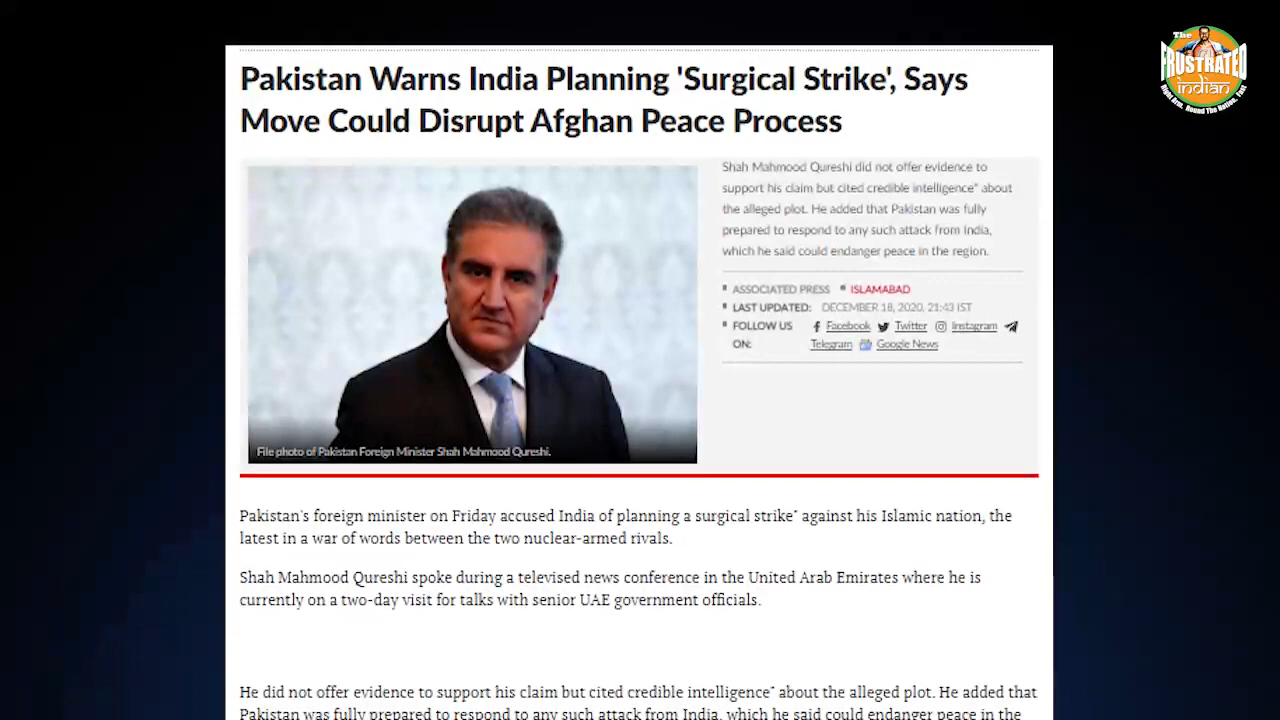 The
FRUSTRATED
indian
Right Arm. Round The Nation. Fast
Pakistan Warns India Planning 'Surgical Strike', Says
Move Could Disrupt Afghan Peace Process
Shah Mahmood Qureshi did not offer evidence to
support his claim but cited credible intelligence" about
the alleged plot. He added that Pakistan was fully
prepared to respond to any such attack from India,
which he said could endanger peace in the region.
ASSOCIATED PRESS ISLAMABAD
LAST UPDATED: DECEMBER 18, 2020, 21:43 IST
FOLLOW US Facebook Twitter Instagram
ON: Telegram Google News
File photo of Pakistan Foreign Minister Shah Mahmood Qureshi.
Pakistan's foreign minister on Friday accused India of planning a surgical strike" against his Islamic nation, the
latest in a war of words between the two nuclear-armed rivals.
Shah Mahmood Qureshi spoke during a televised news conference in the United Arab Emirates where he is
currently on a two-day visit for talks with senior UAE government officials.
He did not offer evidence to support his claim but cited credible intelligence" about the alleged plot. He added that
Pakistan was fully prepared to respond to any such attack from India, which he said could endanger peace in the